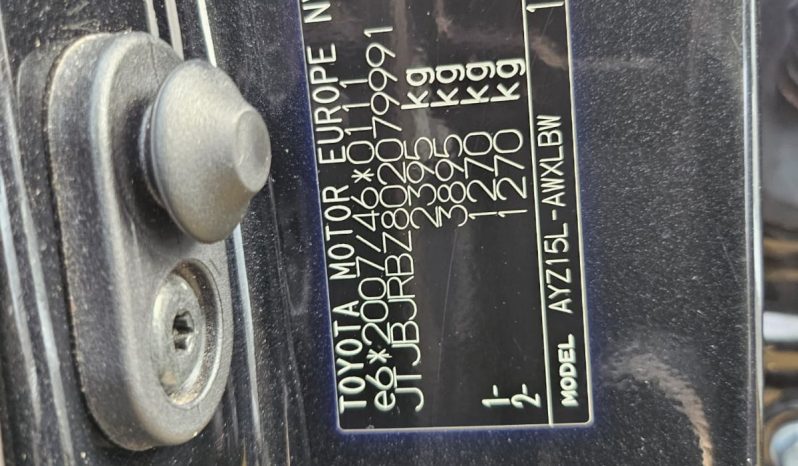 TOYOTA MOTOR EUROPE
e6*2007/46*0111
JTJBJRBZ802079991
2395 kg
3895 kg
1- 1270 kg
2- 1270 kg
MODEL AYZ15L-AWXLBW